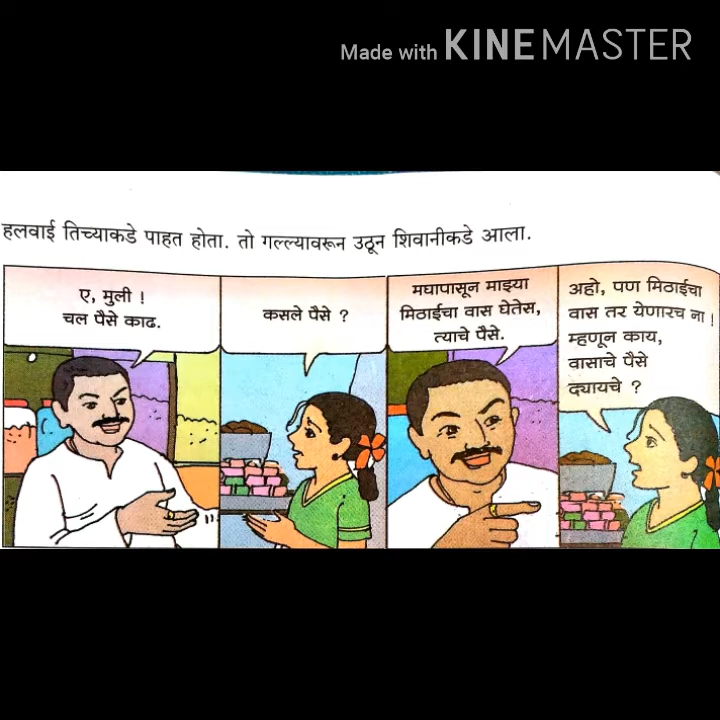 Made with KINEMASTER
हलवाई तिच्याकडे पाहत होता. तो गल्ल्यावरून उठून शिवानीकडे आला.
ए, मुली !
चल पैसे काढ.
कसले पैसे ?
मघापासून माझ्या
मिठाईचा वास घेतेस,
त्याचे पैसे.
अहो, पण मिठाईचा
वास तर येणारच ना !
म्हणून काय,
वासाचे पैसे
द्यायचे ?